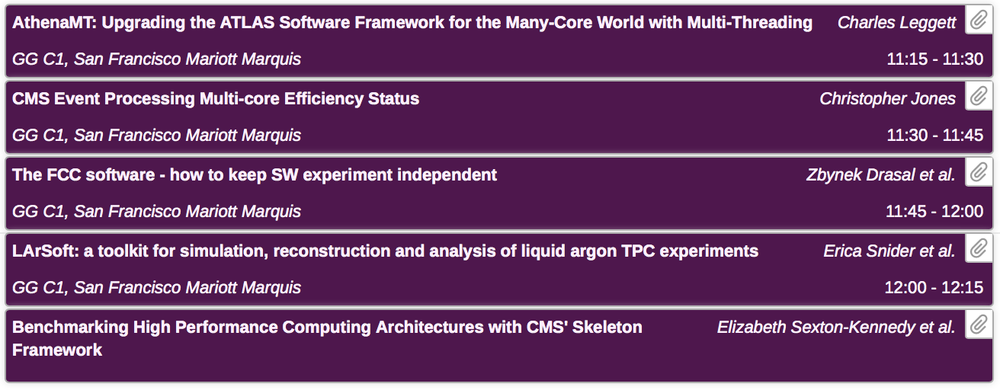 AthenaMT: Upgrading the ATLAS Software Framework for the Many-Core World with Multi-Threading Charles Leggett
GG C1, San Francisco Mariott Marquis 11:15 - 11:30
CMS Event Processing Multi-core Efficiency Status Christopher Jones
GG C1, San Francisco Mariott Marquis 11:30 - 11:45
The FCC software - how to keep SW experiment independent Zbynek Drasal et al.
GG C1, San Francisco Mariott Marquis 11:45 - 12:00
LArSoft: a toolkit for simulation, reconstruction and analysis of liquid argon TPC experiments Erica Snider et al.
GG C1, San Francisco Mariott Marquis 12:00 - 12:15
Benchmarking High Performance Computing Architectures with CMS' Skeleton Elizabeth Sexton-Kennedy et al.
Framework